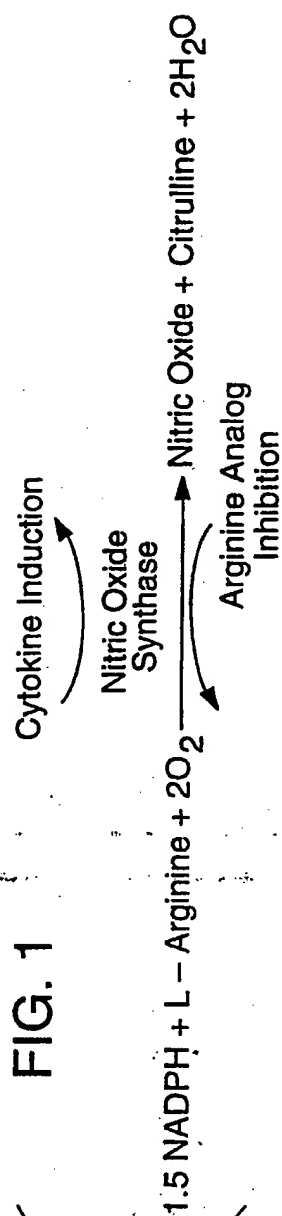 FIG. 1
Cytokine Induction
Nitric Oxide
Synthase
1.5 NADPH + L – Arginine + 2O2
Nitric Oxide + Citrulline + 2H2O
Arginine Analog
Inhibition